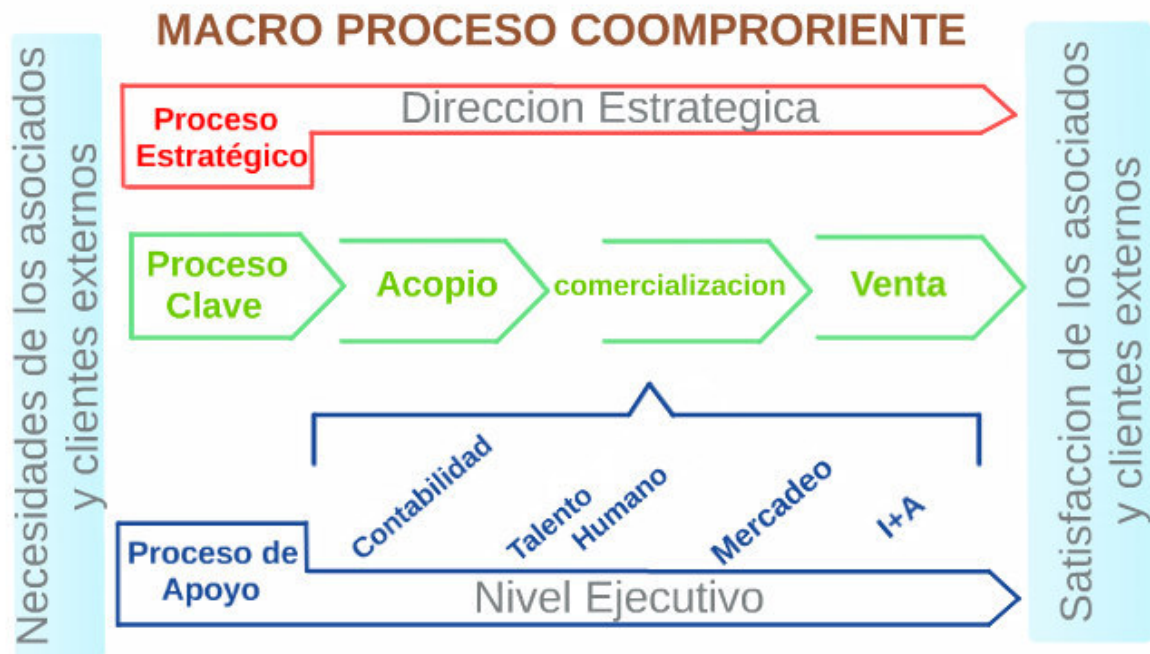 MACRO PROCESO COOMPRORIENTE
Necesidades de los asociados
y clientes externos
Proceso
Estratégico
Direccion Estrategica
Proceso
Clave
Acopio
comercializacion
Venta
Contabilidad
Talento
Humano
Mercadeo
I+A
Proceso de
Apoyo
Nivel Ejecutivo
Satisfaccion de los asociados
y clientes externos